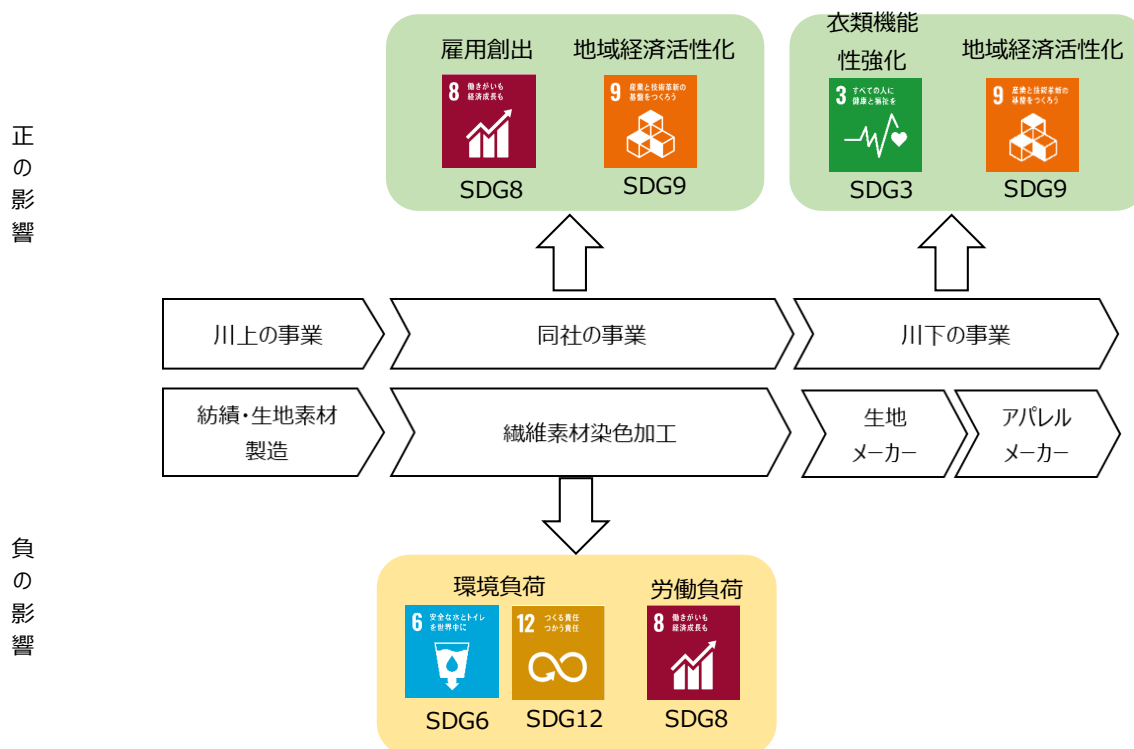 正の影響
雇用創出
地域経済活性化
8 働きがいも
経済成長も
9 産業と技術革新の
基盤をつくろう
SDG8
SDG9
衣類機能
性強化
地域経済活性化
3 すべての人に
健康と福祉を
9 産業と技術革新の
基盤をつくろう
SDG3
SDG9
川上の事業
同社の事業
川下の事業
紡績・生地素材
製造
繊維素材染色加工
生地
メーカー
アパレル
メーカー
負の影響
環境負荷
労働負荷
6 安全な水とトイレ
を世界中に
12 つくる責任
つかう責任
8 働きがいも
経済成長も
SDG6
SDG12
SDG8